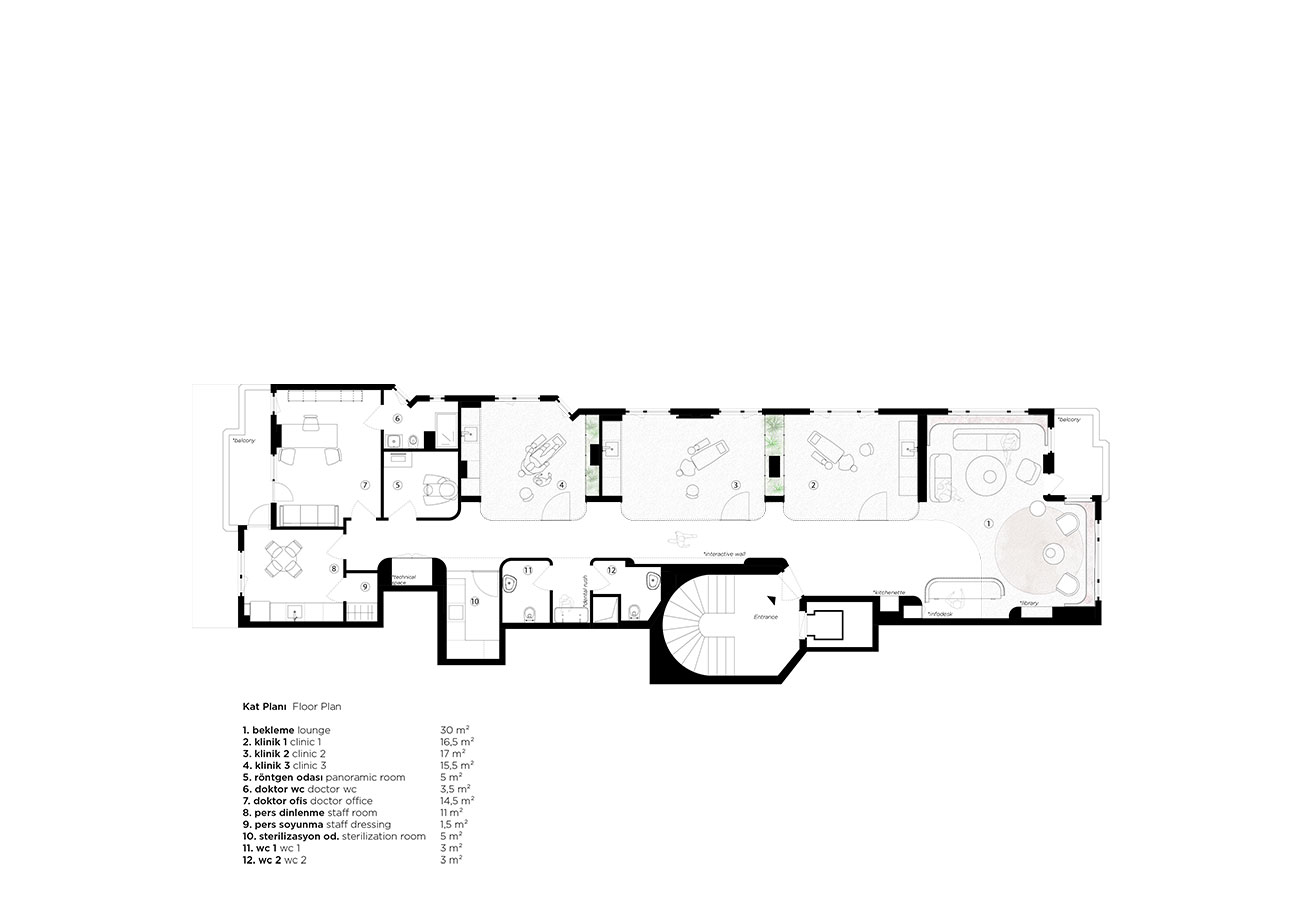 *balcony
6
7
5
4
3
2
*balcony
1
8
9
*technical
space
10
11
*dental rush
12
*interactive wall
Entrance
*kitchenette
*infodesk
*library
Kat Planı Floor Plan
1. bekleme lounge 30 m²
2. klinik 1 clinic 1 16,5 m²
3. klinik 2 clinic 2 17 m²
4. klinik 3 clinic 3 15,5 m²
5. röntgen odası panoramic room 5 m²
6. doktor wc doctor wc 3,5 m²
7. doktor ofis doctor office 14,5 m²
8. pers dinlenme staff room 11 m²
9. pers soyunma staff dressing 1,5 m²
10. sterilizasyon od. sterilization room 5 m²
11. wc 1 wc 1 3 m²
12. wc 2 wc 2 3 m²